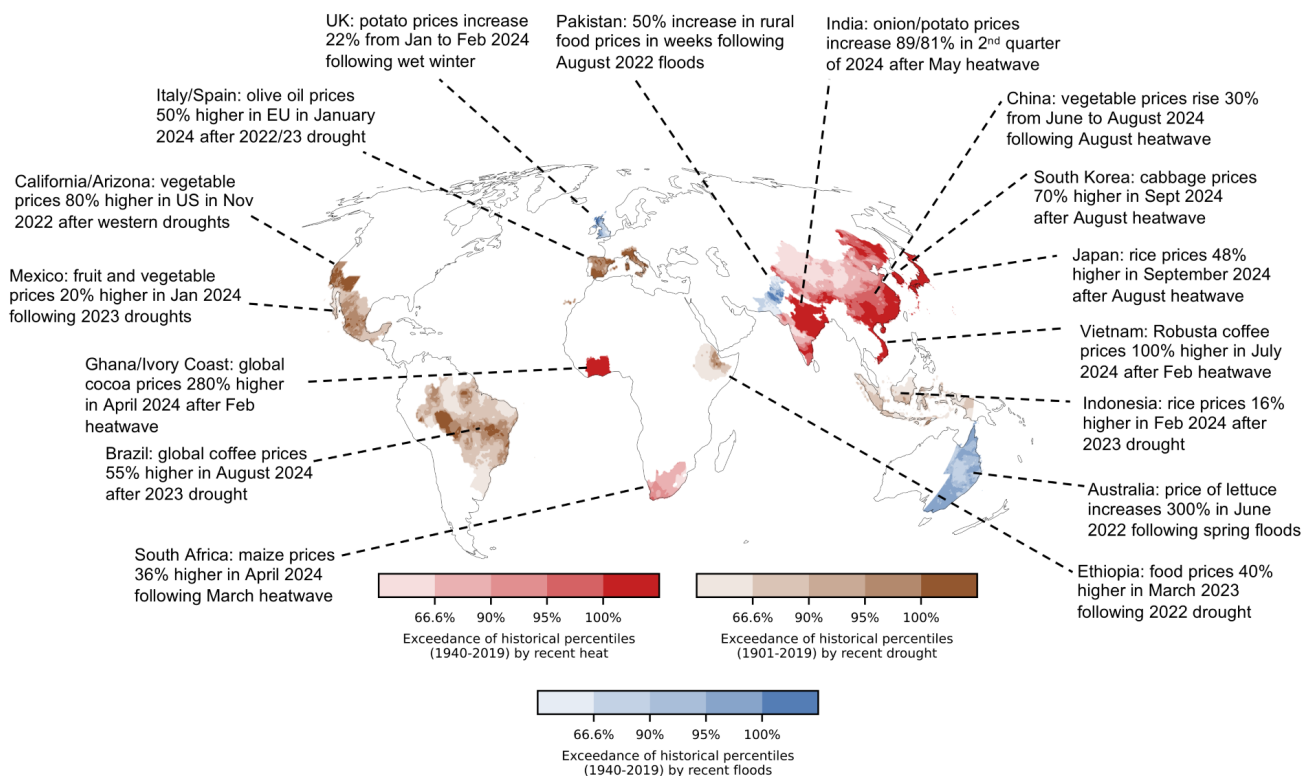 UK: potato prices increase
22% from Jan to Feb 2024
following wet winter
Pakistan: 50% increase in rural
food prices in weeks following
August 2022 floods
India: onion/potato prices
increase 89/81% in 2nd quarter
of 2024 after May heatwave
Italy/Spain: olive oil prices
50% higher in EU in January
2024 after 2022/23 drought
China: vegetable prices rise 30%
from June to August 2024
following August heatwave
California/Arizona: vegetable
prices 80% higher in US in Nov
2022 after western droughts
South Korea: cabbage prices
70% higher in Sept 2024
after August heatwave
Mexico: fruit and vegetable
prices 20% higher in Jan 2024
following 2023 droughts
Japan: rice prices 48%
higher in September 2024
after August heatwave
Vietnam: Robusta coffee
prices 100% higher in July
2024 after Feb heatwave
Ghana/Ivory Coast: global
cocoa prices 280% higher
in April 2024 after Feb
heatwave
Indonesia: rice prices 16%
higher in Feb 2024 after
2023 drought
Brazil: global coffee prices
55% higher in August 2024
after 2023 drought
Australia: price of lettuce
increases 300% in June
2022 following spring floods
South Africa: maize prices
36% higher in April 2024
following March heatwave
Ethiopia: food prices 40%
higher in March 2023
following 2022 drought
66.6% 90% 95% 100%
Exceedance of historical percentiles
(1940-2019) by recent heat
66.6% 90% 95% 100%
Exceedance of historical percentiles
(1901-2019) by recent drought
66.6% 90% 95% 100%
Exceedance of historical percentiles
(1940-2019) by recent floods